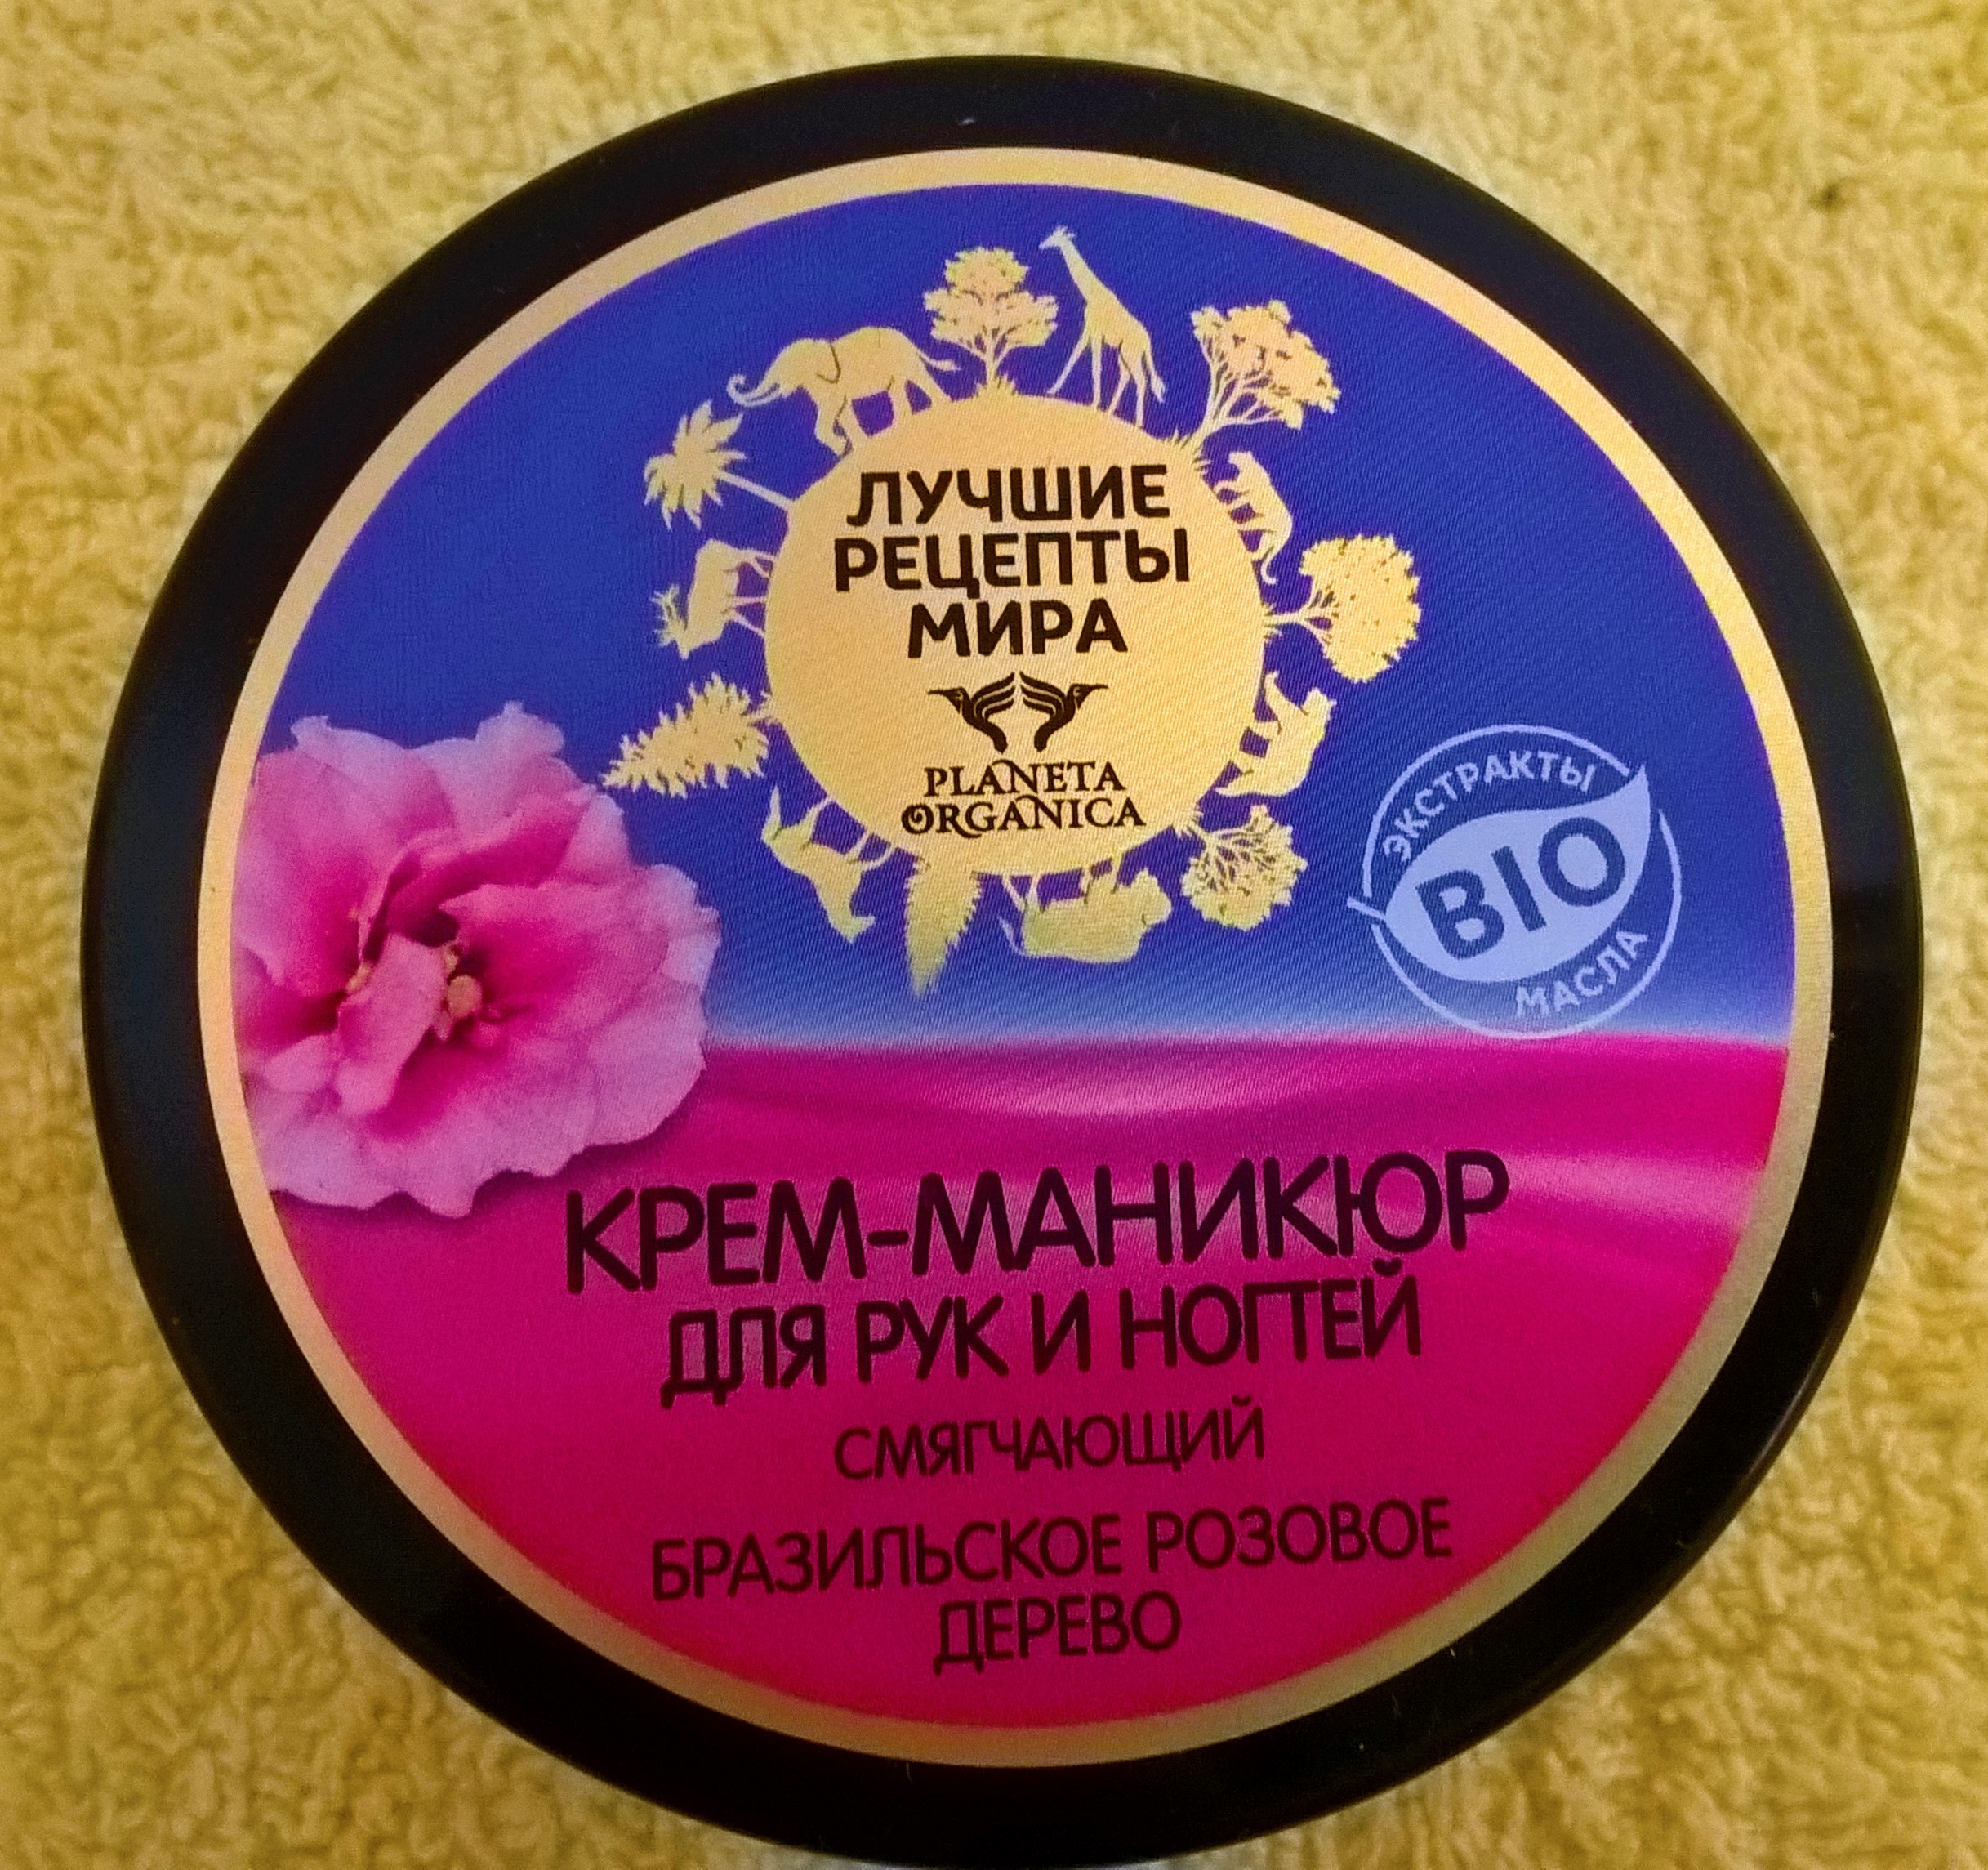 ЛУЧШИЕ
РЕЦЕПТЫ
МИРА
PLANETA
ORGANICA
ЭКСТРАКТЫ
BIO
МАСЛА
КРЕМ-МАНИКЮР
ДЛЯ РУК И НОГТЕЙ
СМЯГЧАЮЩИЙ
БРАЗИЛЬСКОЕ РОЗОВОЕ
ДЕРЕВО